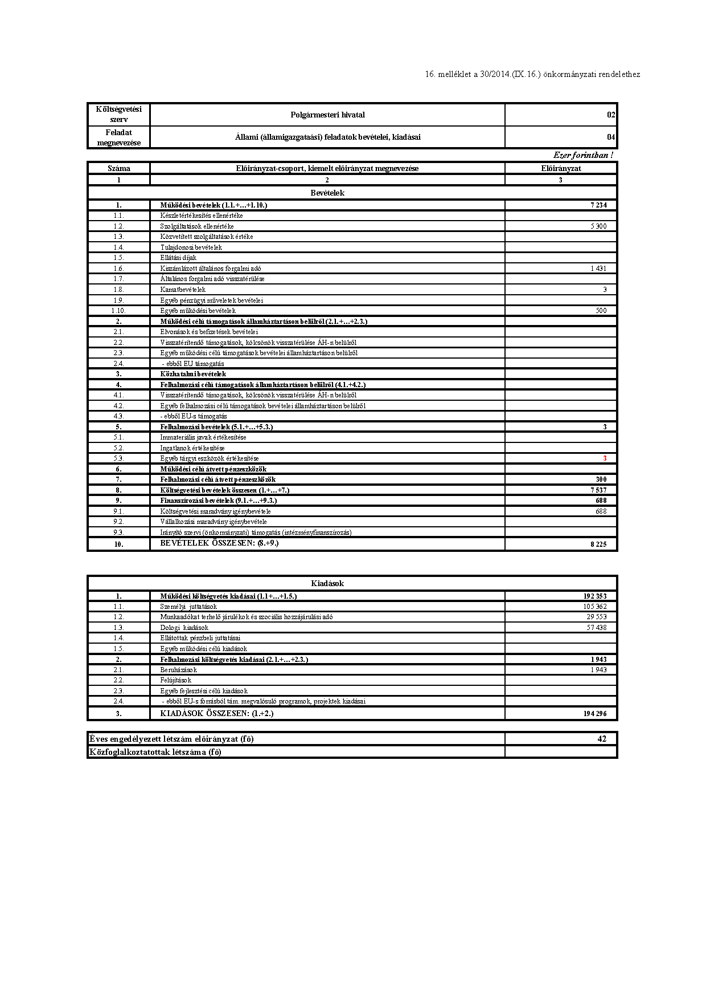 16. melléklet a 30/2014.(IX.16.) önkormányzati rendelethez
Költségvetési szerv Polgármesteri hivatal 02
Feladat megnevezése Állami (államigazgataási) feladatok bevételei, kiadásai 04
Ezer forintban !
Száma Előirányzat-csoport, kiemelt előirányzat megnevezése Előirányzat
1 2 3
Bevételek
1. Működési bevételek (1.1.+…+1.10.) 7 234
1.1. Készletértékesítés ellenértéke
1.2. Szolgáltatások ellenértéke 5 300
1.3. Közvetített szolgáltatások értéke
1.4. Tulajdonosi bevételek
1.5. Ellátási díjak
1.6. Kiszámlázott általános forgalmi adó 1 431
1.7. Általános forgalmi adó visszatérülése
1.8. Kamatbevételek 3
1.9. Egyéb pénzügyi műveletek bevételei
1.10. Egyéb működési bevételek 500
2. Működési célú támogatások államháztartáson belülről (2.1.+…+2.3.)
2.1. Elvonások és befizetések bevételei
2.2. Visszatérítendő támogatások, kölcsönök visszatérülése ÁH-n belülről
2.3. Egyéb működési célú támogatások bevételei államháztartáson belülről
2.4. - ebből EU támogatás
3. Közhatalmi bevételek
4. Felhalmozási célú támogatások államháztartáson belülről (4.1.+4.2.)
4.1. Visszatérítendő támogatások, kölcsönök visszatérülése ÁH-n belülről
4.2. Egyéb felhalmozási célú támogatások bevételei államháztartáson belülről
4.3. - ebből EU-s támogatás
5. Felhalmozási bevételek (5.1.+…+5.3.) 3
5.1. Immateriális javak értékesítése
5.2. Ingatlanok értékesítése
5.3. Egyéb tárgyi eszközök értékesítése 3
6. Működési célú átvett pénzeszközök
7. Felhalmozási célú átvett pénzeszközök 300
8. Költségvetési bevételek összesen (1.+…+7.) 7 537
9. Finanszírozási bevételek (9.1.+…+9.3.) 688
9.1. Költségvetési maradvány igénybevétele 688
9.2. Vállalkozási maradvány igénybevétele
9.3. Irányító szervi (önkormányzati) támogatás (intézményfinanszírozás)
10. BEVÉTELEK ÖSSZESEN: (8.+9.) 8 225
Kiadások
1. Működési költségvetés kiadásai (1.1+…+1.5.) 192 353
1.1. Személyi juttatások 105 362
1.2. Munkaadókat terhelő járulékok és szociális hozzájárulási adó 29 553
1.3. Dologi kiadások 57 438
1.4. Ellátottak pénzbeli juttatásai
1.5. Egyéb működési célú kiadások
2. Felhalmozási költségvetés kiadásai (2.1.+…+2.3.) 1 943
2.1. Beruházások 1 943
2.2. Felújítások
2.3. Egyéb fejlesztési célú kiadások
2.4. - ebből EU-s forrásból tám. megvalósuló programok, projektek kiadásai
3. KIADÁSOK ÖSSZESEN: (1.+2.) 194 296
Éves engedélyezett létszám előirányzat (fő) 42
Közfoglalkoztatottak létszáma (fő)